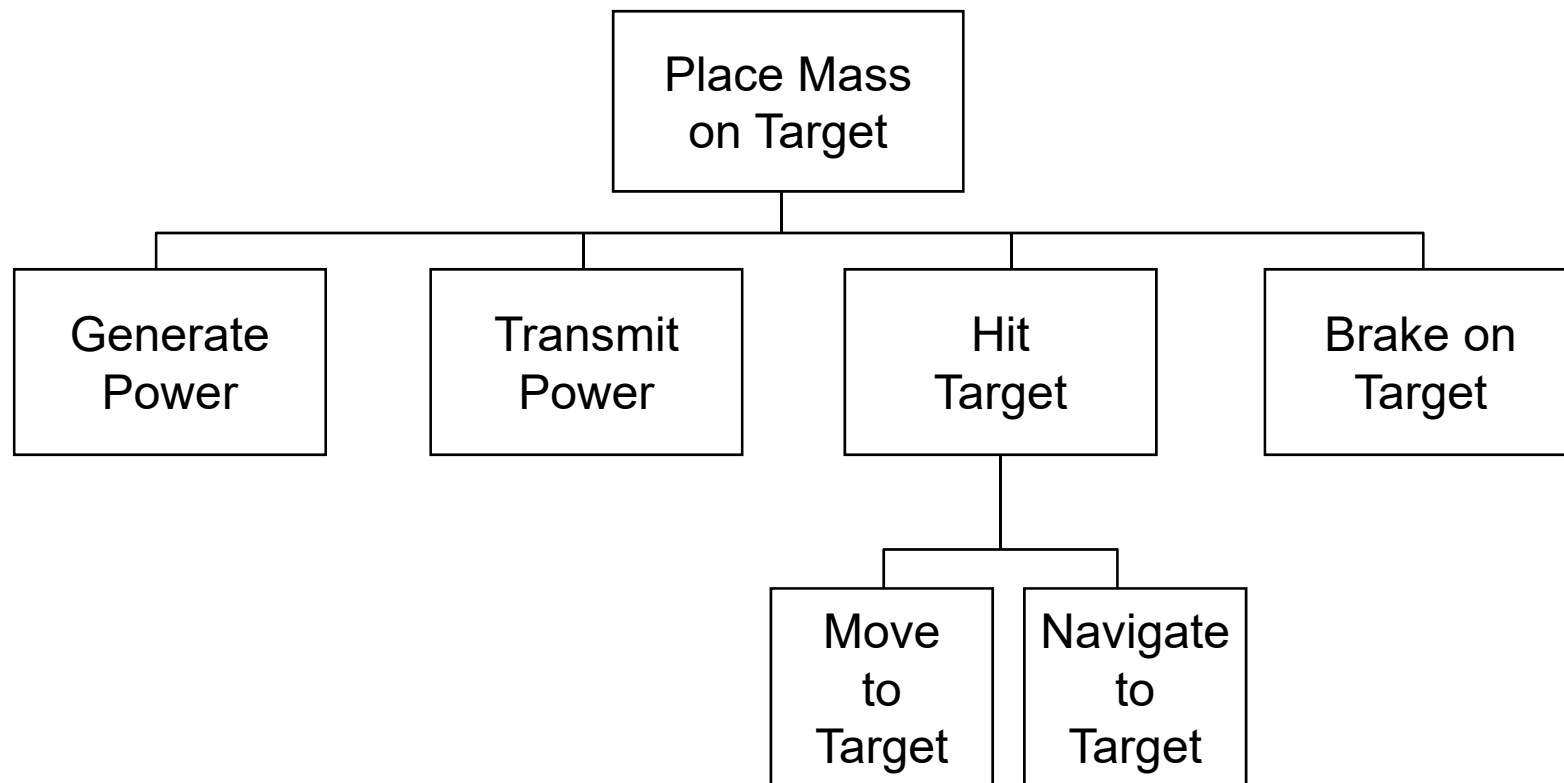 Place Mass
on Target
Generate
Power
Transmit
Power
Hit
Target
Brake on
Target
Move
to
Target
Navigate
to
Target